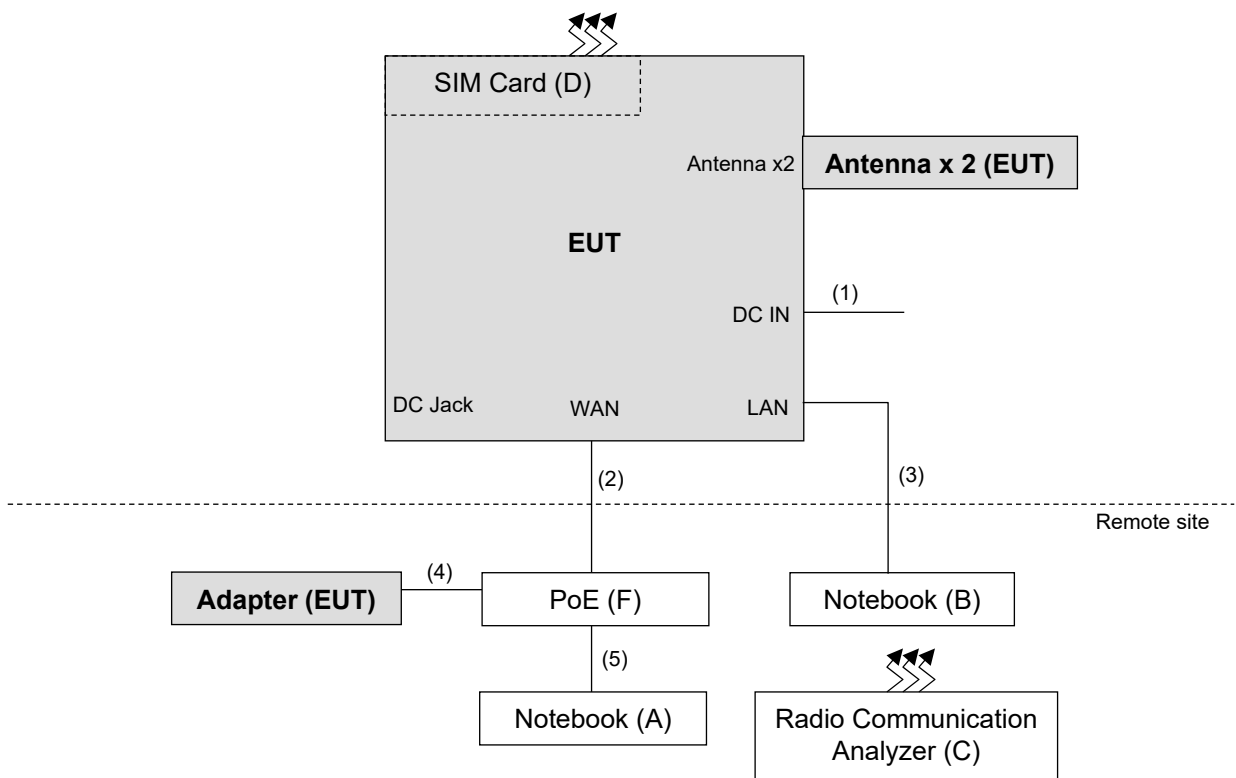 SIM Card (D)
Antenna x2
Antenna x 2 (EUT)
EUT
(1)
DC IN
DC Jack
WAN
LAN
(2)
(3)
Remote site
(4)
Adapter (EUT)
PoE (F)
Notebook (B)
(5)
Notebook (A)
Radio Communication
Analyzer (C)